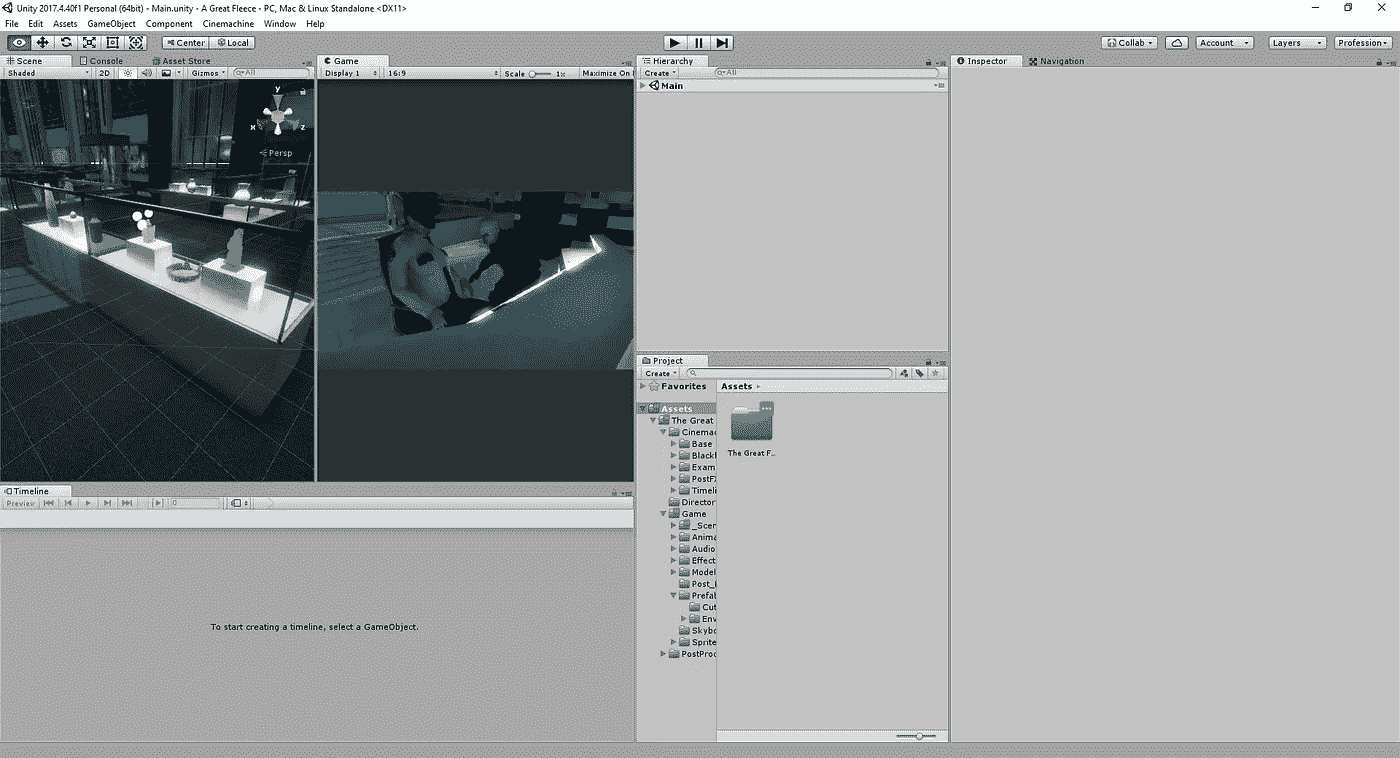 Unity 2017.4.40f1 Personal (64bit) - Main.unity - A Great Fleece - PC, Mac & Linux Standalone <DX11>
File Edit Assets GameObject Component Cinemachine Window Help
Center Local Collab Account Layers Profession
Scene Console Asset Store
Shaded 2D Gizmos All
y
x z
Persp
Game
Display 1 16:9 Scale 1x Maximize On
Hierarchy
Create All
Main
Project
Create
Favorites
Assets
The Great
Cinemac
Base
Blackl
Exam
PostFX
Timeli
Director
Game
_Scer
Anima
Audio
Effect
Model
Post_
Prefab
Cut
Env
Skybo
Sprite
PostProc
Assets
The Great F...
Inspector Navigation
Timeline
Preview 0
To start creating a timeline, select a GameObject.